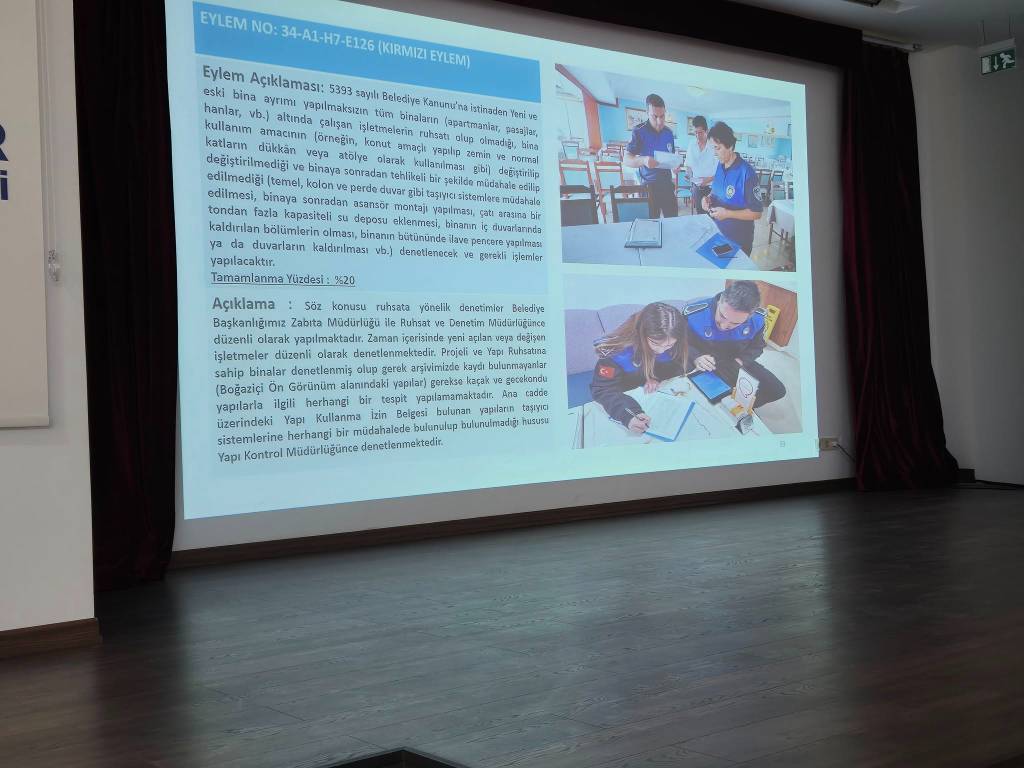 R
İ
EYLEM NO: 34-A1-H7-E126 (KIRMIZI EYLEM)
Eylem Açıklaması: 5393 sayılı Belediye Kanunu'na istinaden Yeni ve
eski bina ayrımı yapılmaksızın tüm binaların (apartmanlar, pasajlar,
hanlar, vb.) altında çalışan işletmelerin ruhsatı olup olmadığı, bina
kullanım amacının (örneğin, konut amaçlı yapılıp zemin ve normal
katların dükkân veya atölye olarak kullanılması gibi) değiştirilip
değiştirilmediği ve binaya sonradan tehlikeli bir şekilde müdahale edilip
edilmediği (temel, kolon ve perde duvar gibi taşıyıcı sistemlere müdahale
edilmesi, binaya sonradan asansör montajı yapılması, çatı arasına bir
tondan fazla kapasiteli su deposu eklenmesi, binanın iç duvarlarında
kaldırılan bölümlerin olması, binanın bütününde ilave pencere yapılması
ya da duvarların kaldırılması vb.) denetlenecek ve gerekli işlemler
yapılacaktır.
Tamamlanma Yüzdesi : %20
Açıklama : Söz konusu ruhsata yönelik denetimler Belediye
Başkanlığımız Zabıta Müdürlüğü ile Ruhsat ve Denetim Müdürlüğünce
düzenli olarak yapılmaktadır. Zaman içerisinde yeni açılan veya değişen
işletmeler düzenli olarak denetlenmektedir. Projeli ve Yapı Ruhsatına
sahip binalar denetlenmiş olup gerek arşivimizde kaydı bulunmayanlar
(Boğaziçi Ön Görünüm alanındaki yapılar) gerekse kaçak ve gecekondu
yapılarla ilgili herhangi bir tespit yapılamamaktadır. Ana cadde
üzerindeki Yapı Kullanma İzin Belgesi bulunan yapıların taşıyıcı
sistemlerine herhangi bir müdahalede bulunulup bulunulmadığı hususu
Yapı Kontrol Müdürlüğünce denetlenmektedir.